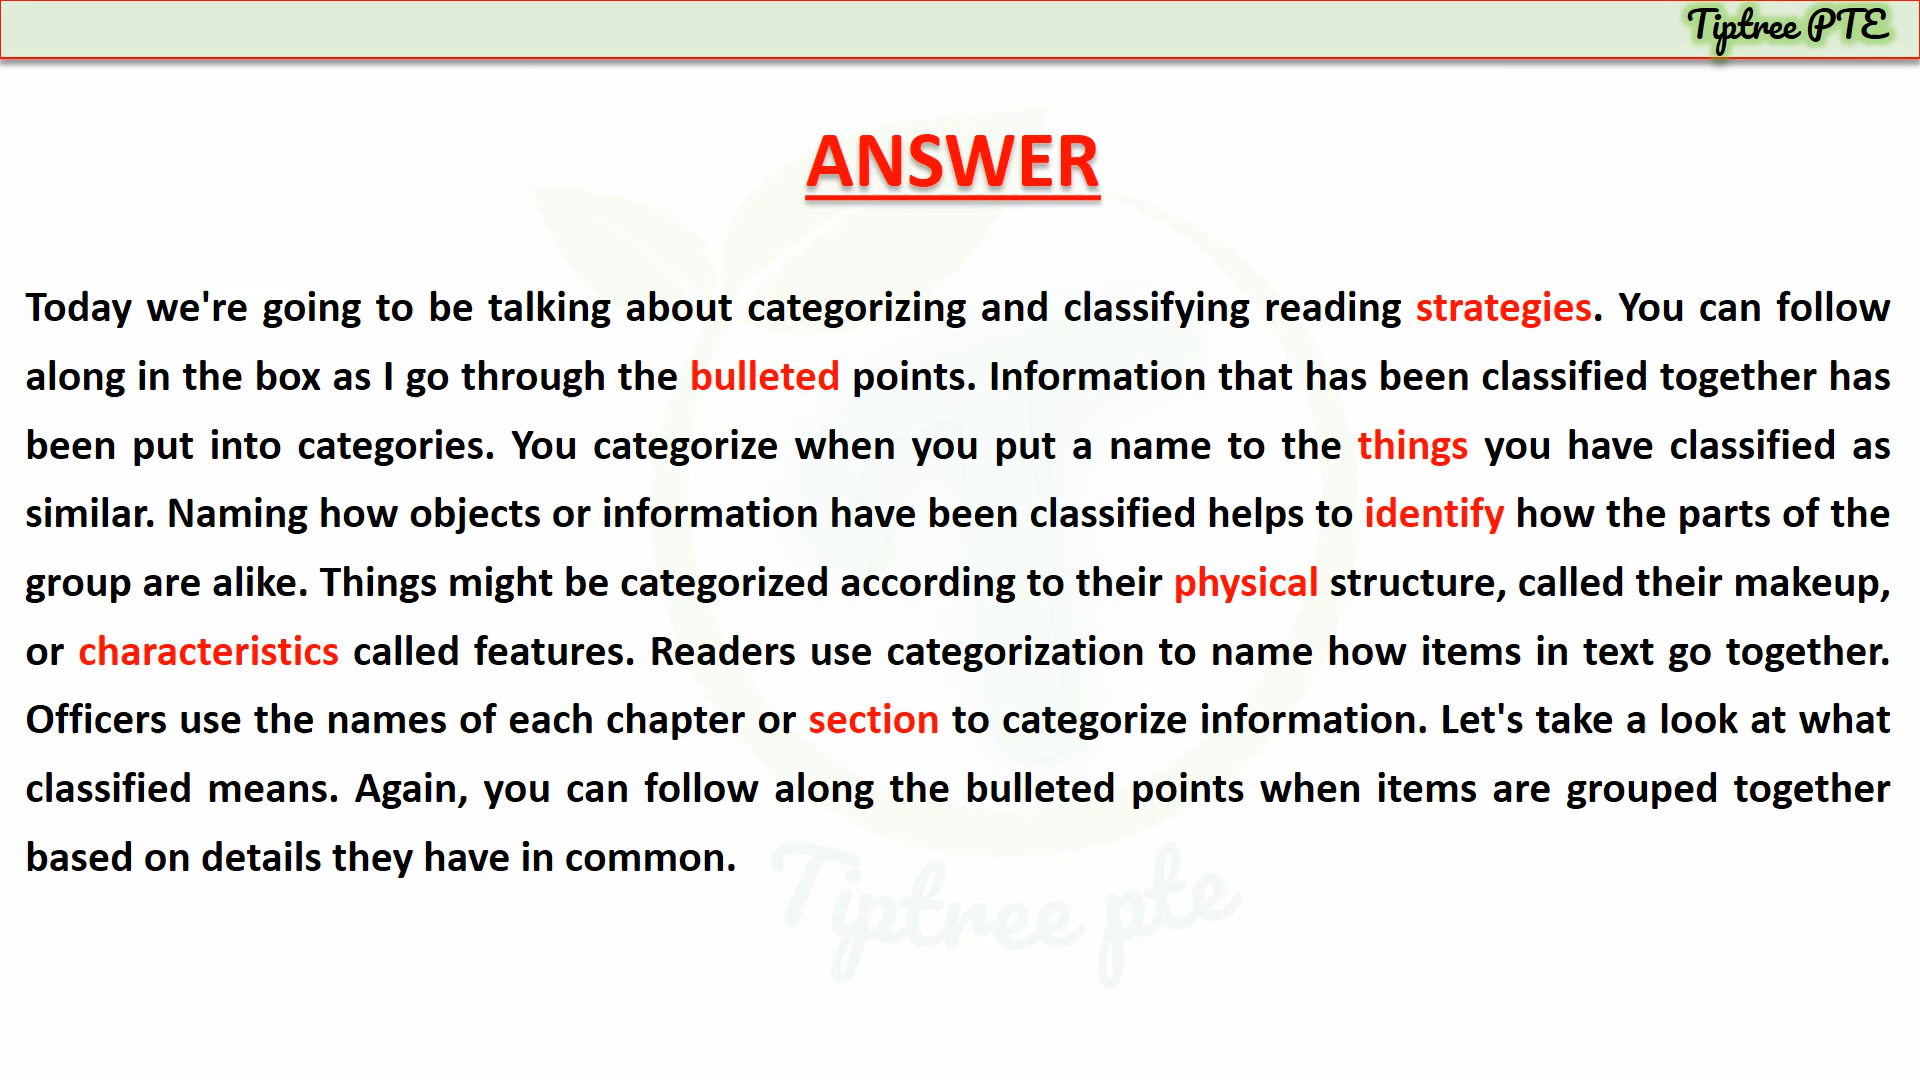 Tiptree PTE
ANSWER
Today we're going to be talking about categorizing and classifying reading strategies. You can follow
along in the box as I go through the bulleted points. Information that has been classified together has
been put into categories. You categorize when you put a name to the things you have classified as
similar. Naming how objects or information have been classified helps to identify how the parts of the
group are alike. Things might be categorized according to their physical structure, called their makeup,
or characteristics called features. Readers use categorization to name how items in text go together.
Officers use the names of each chapter or section to categorize information. Let's take a look at what
classified means. Again, you can follow along the bulleted points when items are grouped together
based on details they have in common.
Tiptree pte